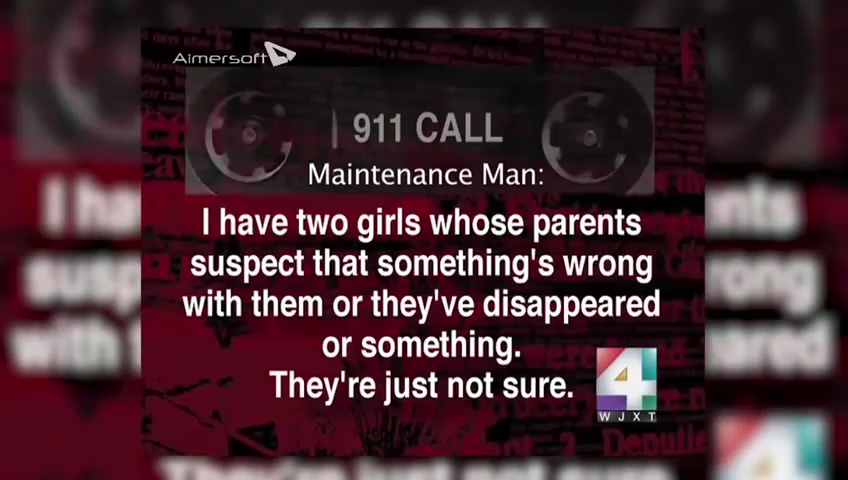 Aimersoft
911 CALL
Maintenance Man:
I have two girls whose parents
suspect that something's wrong
with them or they've disappeared
or something.
They're just not sure.
4
WJXT